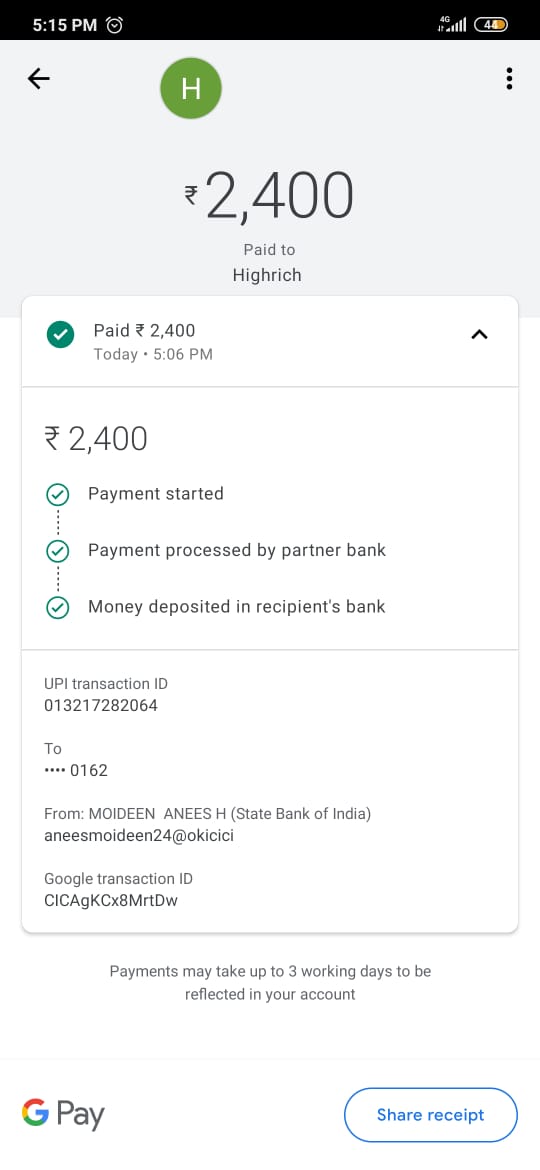 5:15 PM
4G
44
H
₹2,400
Paid to
Highrich
Paid ₹ 2,400
Today • 5:06 PM
₹ 2,400
Payment started
Payment processed by partner bank
Money deposited in recipient's bank
UPI transaction ID
013217282064
To
•••• 0162
From: MOIDEEN  ANEES H (State Bank of India)
aneesmoideen24@okicici
Google transaction ID
CICAgKCx8MrtDw
Payments may take up to 3 working days to be
reflected in your account
G Pay
Share receipt